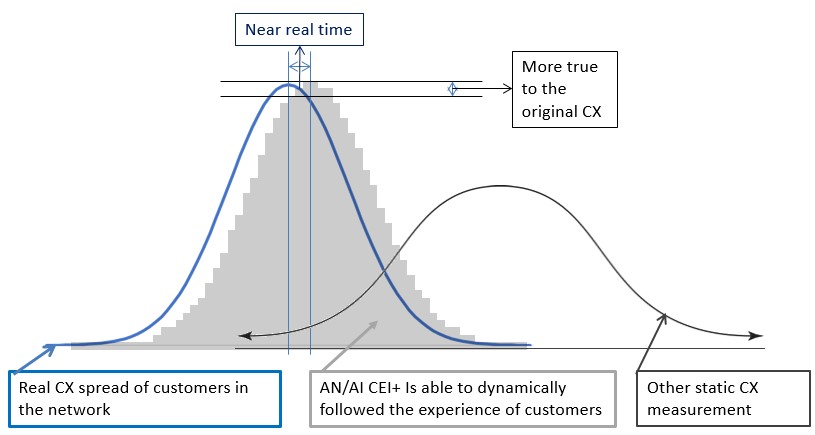 Near real time
More true
to the
original CX
Real CX spread of customers in
the network
AN/AI CEI+ Is able to dynamically
followed the experience of customers
Other static CX
measurement